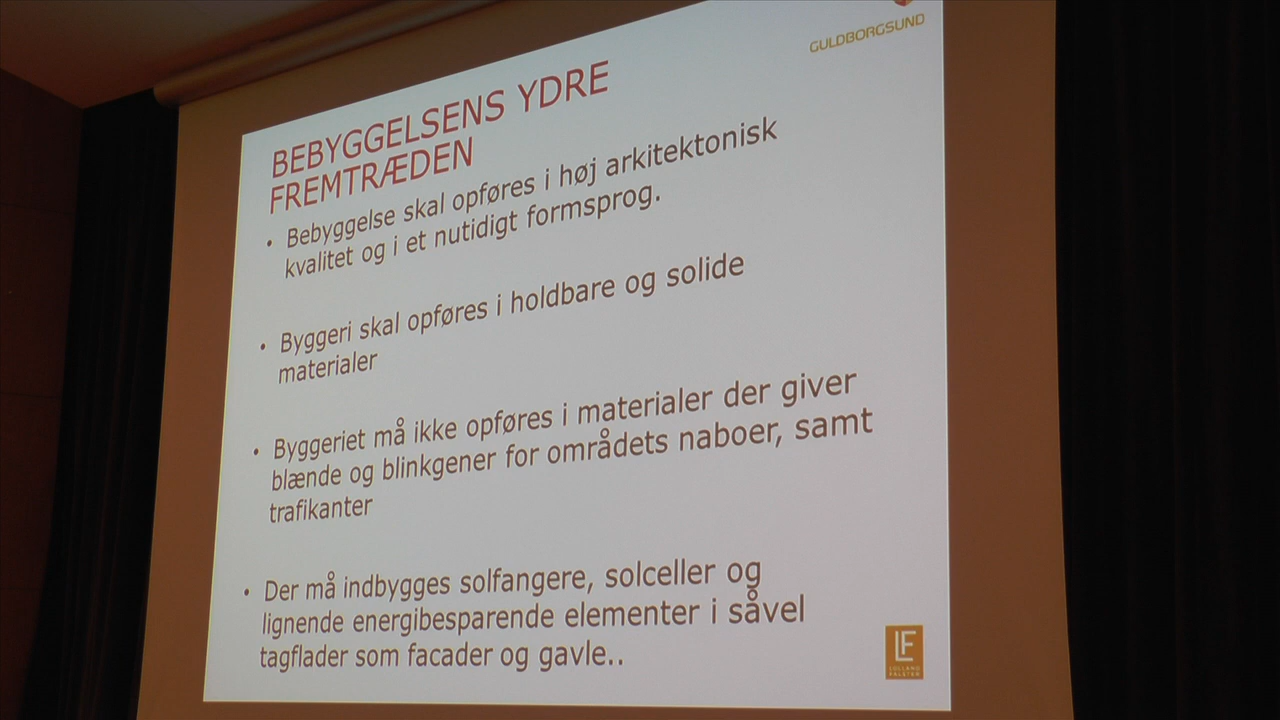 GULDBORGSUND
BEBYGGELSENS YDRE
FREMTRÆDEN
• Bebyggelse skal opføres i høj arkitektonisk
kvalitet og i et nutidigt formsprog.
• Byggeri skal opføres i holdbare og solide
materialer
• Byggeriet må ikke opføres i materialer der giver
blænde og blinkgener for områdets naboer, samt
trafikanter
• Der må indbygges solfangere, solceller og
lignende energibesparende elementer i såvel
tagflader som facader og gavle..
LF
LOLLAND
FALSTER